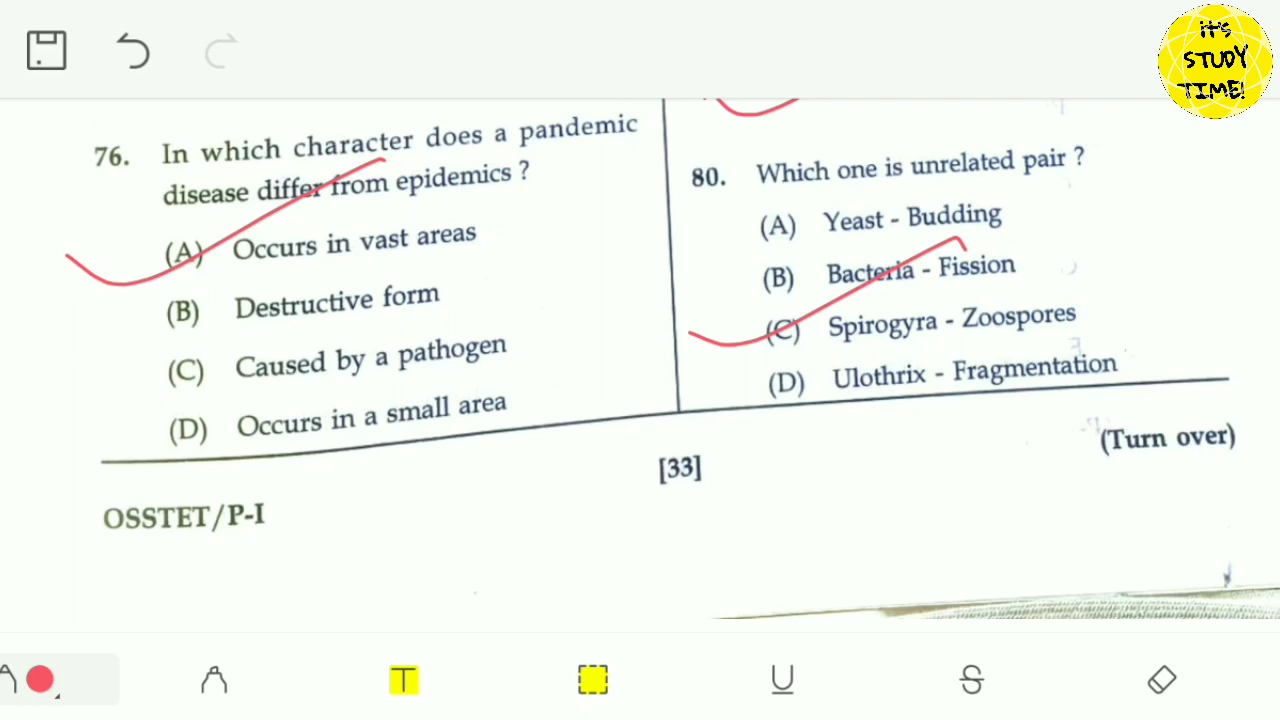 IT'S
STUDY
TIME!
76. In which character does a pandemic
disease differ from epidemics ?
(A) Occurs in vast areas
(B) Destructive form
(C) Caused by a pathogen
(D) Occurs in a small area
80. Which one is unrelated pair ?
(A) Yeast - Budding
(B) Bacteria - Fission
(C) Spirogyra - Zoospores
(D) Ulothrix - Fragmentation
[33]
(Turn over)
OSSTET/P-I
T
U
S